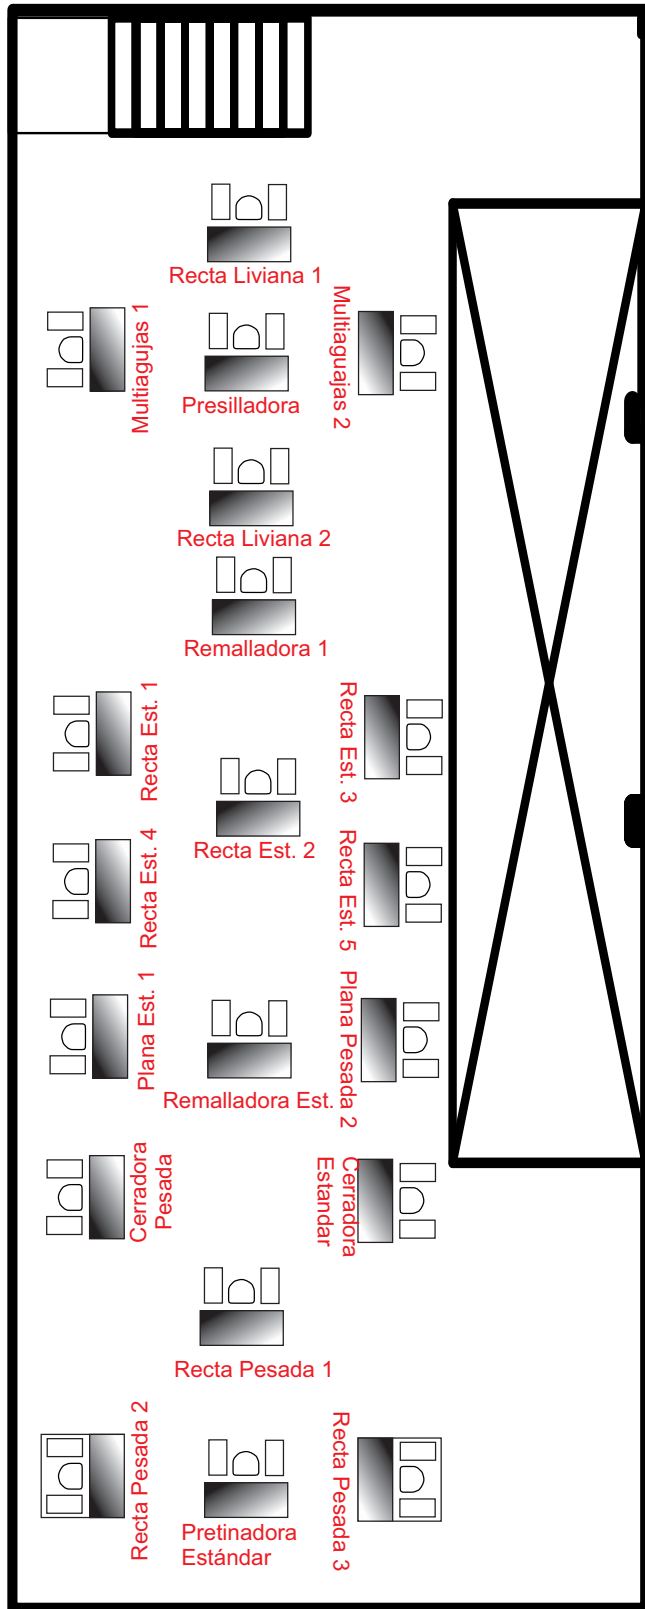 Recta Liviana 1
Multiagujas 1
Presilladora
Multiaguajas 2
Recta Liviana 2
Remalladora 1
Recta Est. 1
Recta Est. 3
Recta Est. 2
Recta Est. 4
Recta Est. 5
Plana Est. 1
Plana Pesada 2
Remalladora Est.
Cerradora
Pesada
Cerradora
Estandar
Recta Pesada 1
Recta Pesada 2
Recta Pesada 3
Pretinadora
Estándar